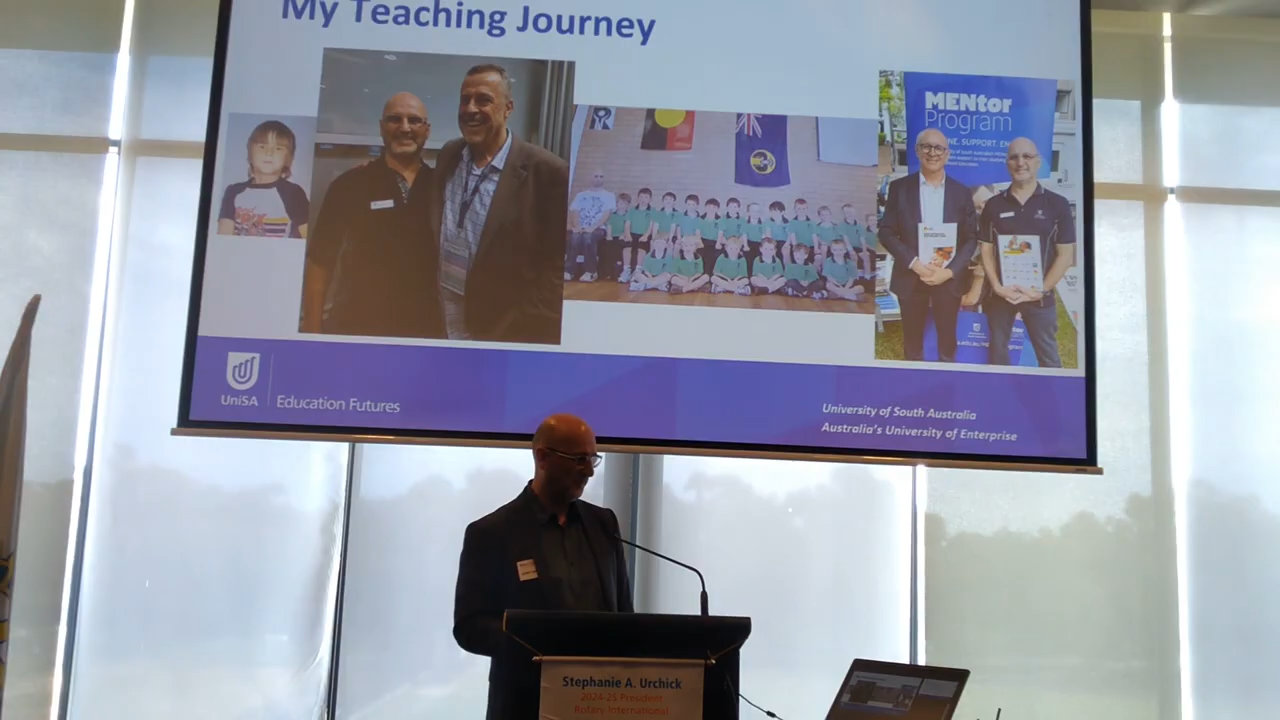 My Teaching Journey
MENtor
Program
UniSA
Education Futures
University of South Australia
Australia's University of Enterprise
Stephanie A. Urchick
2024-25 President
Rotary International